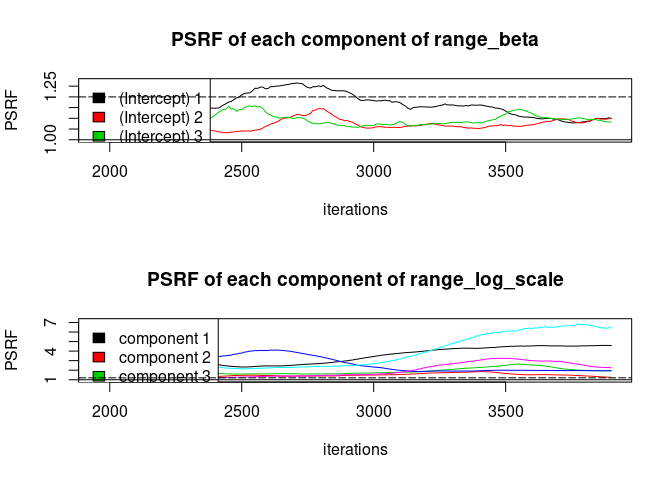 PSRF of each component of range_beta
PSRF
1.25
1.00
(Intercept) 1
(Intercept) 2
(Intercept) 3
2000 2500 3000 3500
iterations
PSRF of each component of range_log_scale
PSRF
7
4
1
component 1
component 2
component 3
2000 2500 3000 3500
iterations